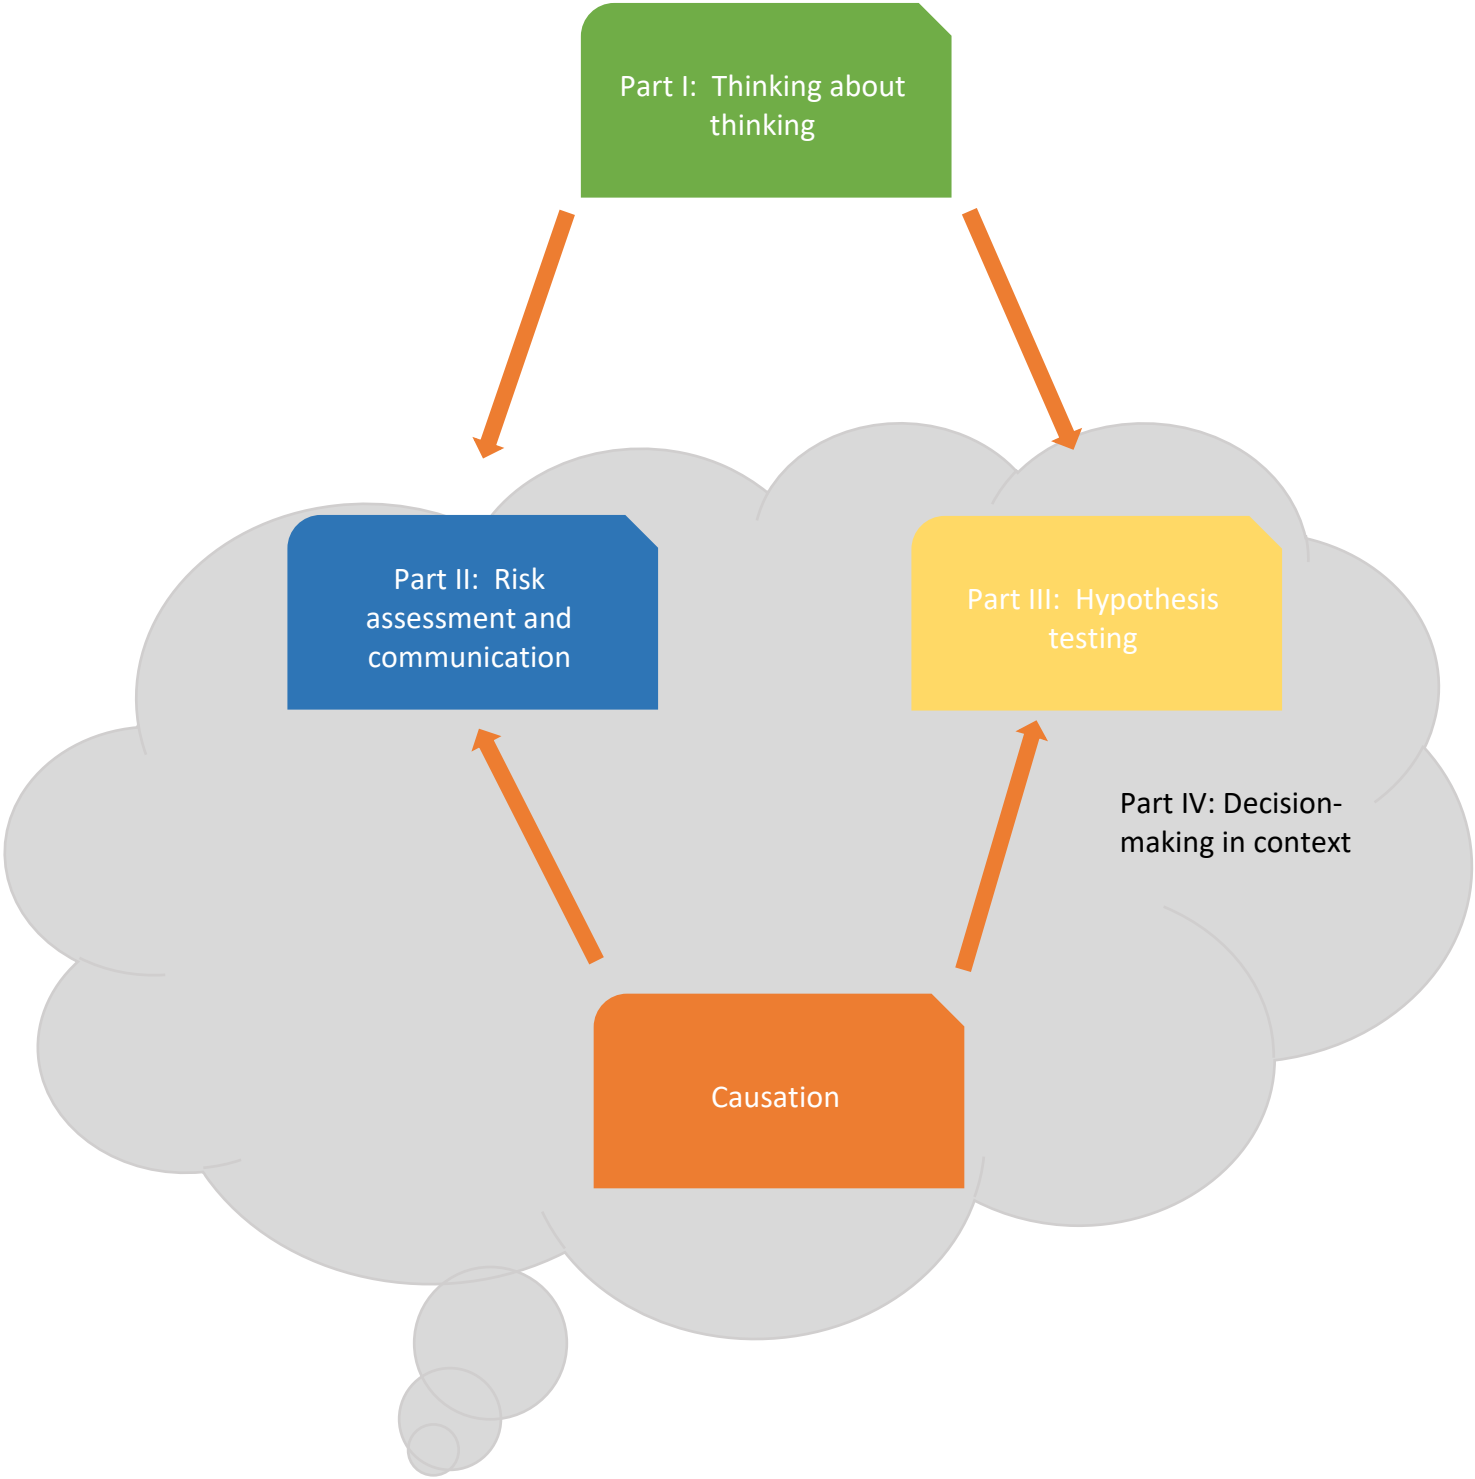 Part I:  Thinking about
thinking
Part II:  Risk
assessment and
communication
Part III:  Hypothesis
testing
Part IV: Decision-
making in context
Causation